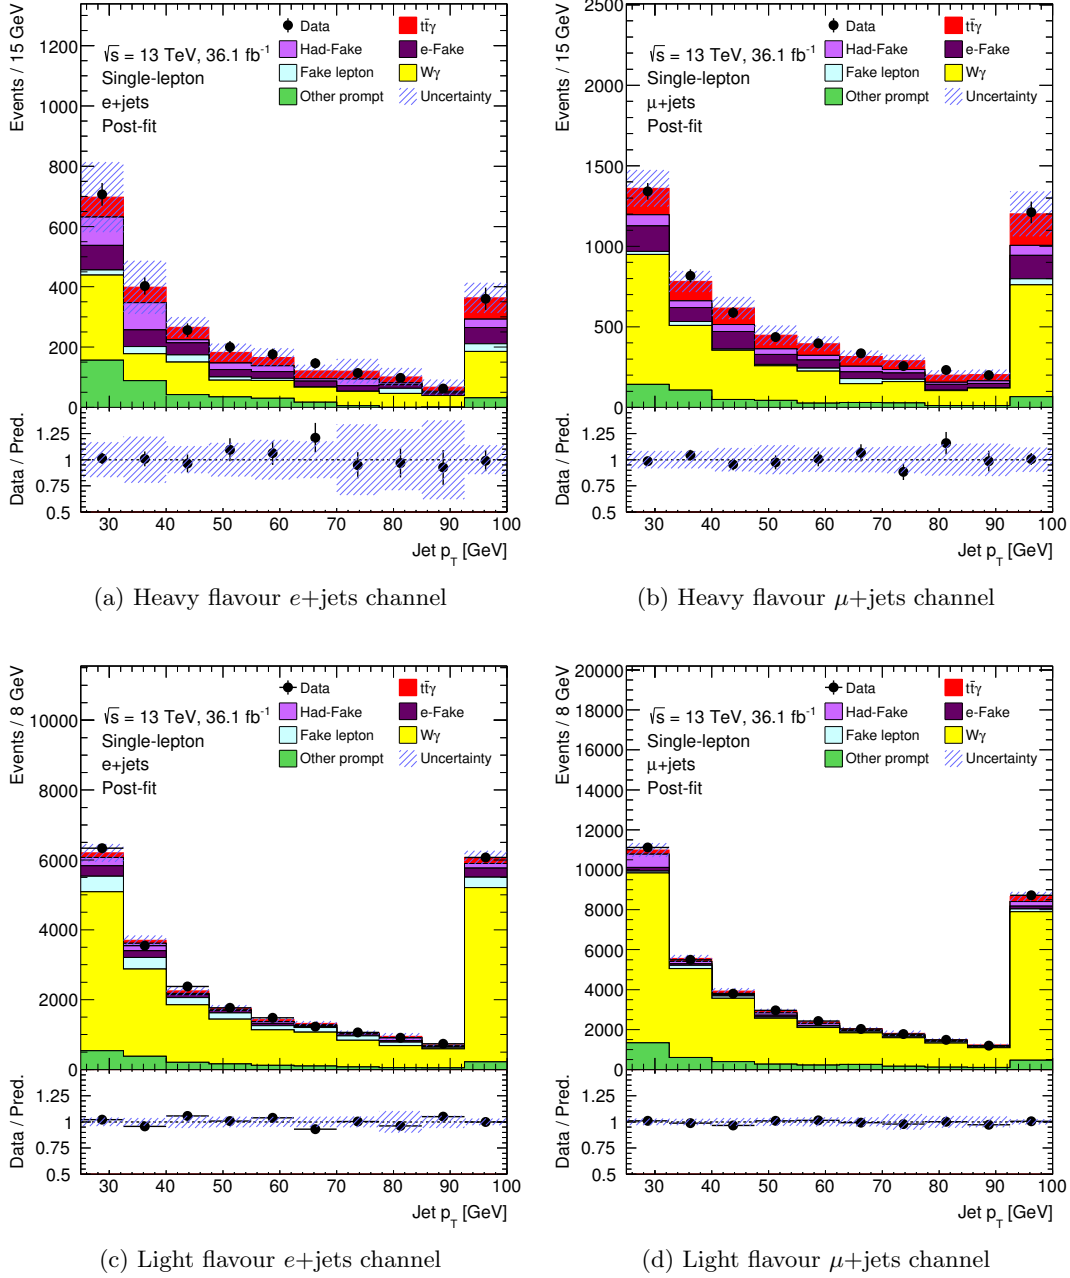 Events / 15 GeV
1200
1000
800
600
400
200
0
√s = 13 TeV, 36.1 fb⁻¹
Single-lepton
e+jets
Post-fit
Data
tt̄γ
Had-Fake
e-Fake
Fake lepton
Wγ
Other prompt
Uncertainty
Data / Pred.
1.25
1
0.75
0.5
30 40 50 60 70 80 90 100
Jet p_T [GeV]
(a) Heavy flavour e+jets channel
Events / 15 GeV
2500
2000
1500
1000
500
0
√s = 13 TeV, 36.1 fb⁻¹
Single-lepton
μ+jets
Post-fit
Data
tt̄γ
Had-Fake
e-Fake
Fake lepton
Wγ
Other prompt
Uncertainty
Data / Pred.
1.25
1
0.75
0.5
30 40 50 60 70 80 90 100
Jet p_T [GeV]
(b) Heavy flavour μ+jets channel
Events / 8 GeV
10000
8000
6000
4000
2000
0
√s = 13 TeV, 36.1 fb⁻¹
Single-lepton
e+jets
Post-fit
Data
tt̄γ
Had-Fake
e-Fake
Fake lepton
Wγ
Other prompt
Uncertainty
Data / Pred.
1.25
1
0.75
0.5
30 40 50 60 70 80 90 100
Jet p_T [GeV]
(c) Light flavour e+jets channel
Events / 8 GeV
20000
18000
16000
14000
12000
10000
8000
6000
4000
2000
0
√s = 13 TeV, 36.1 fb⁻¹
Single-lepton
μ+jets
Post-fit
Data
tt̄γ
Had-Fake
e-Fake
Fake lepton
Wγ
Other prompt
Uncertainty
Data / Pred.
1.25
1
0.75
0.5
30 40 50 60 70 80 90 100
Jet p_T [GeV]
(d) Light flavour μ+jets channel